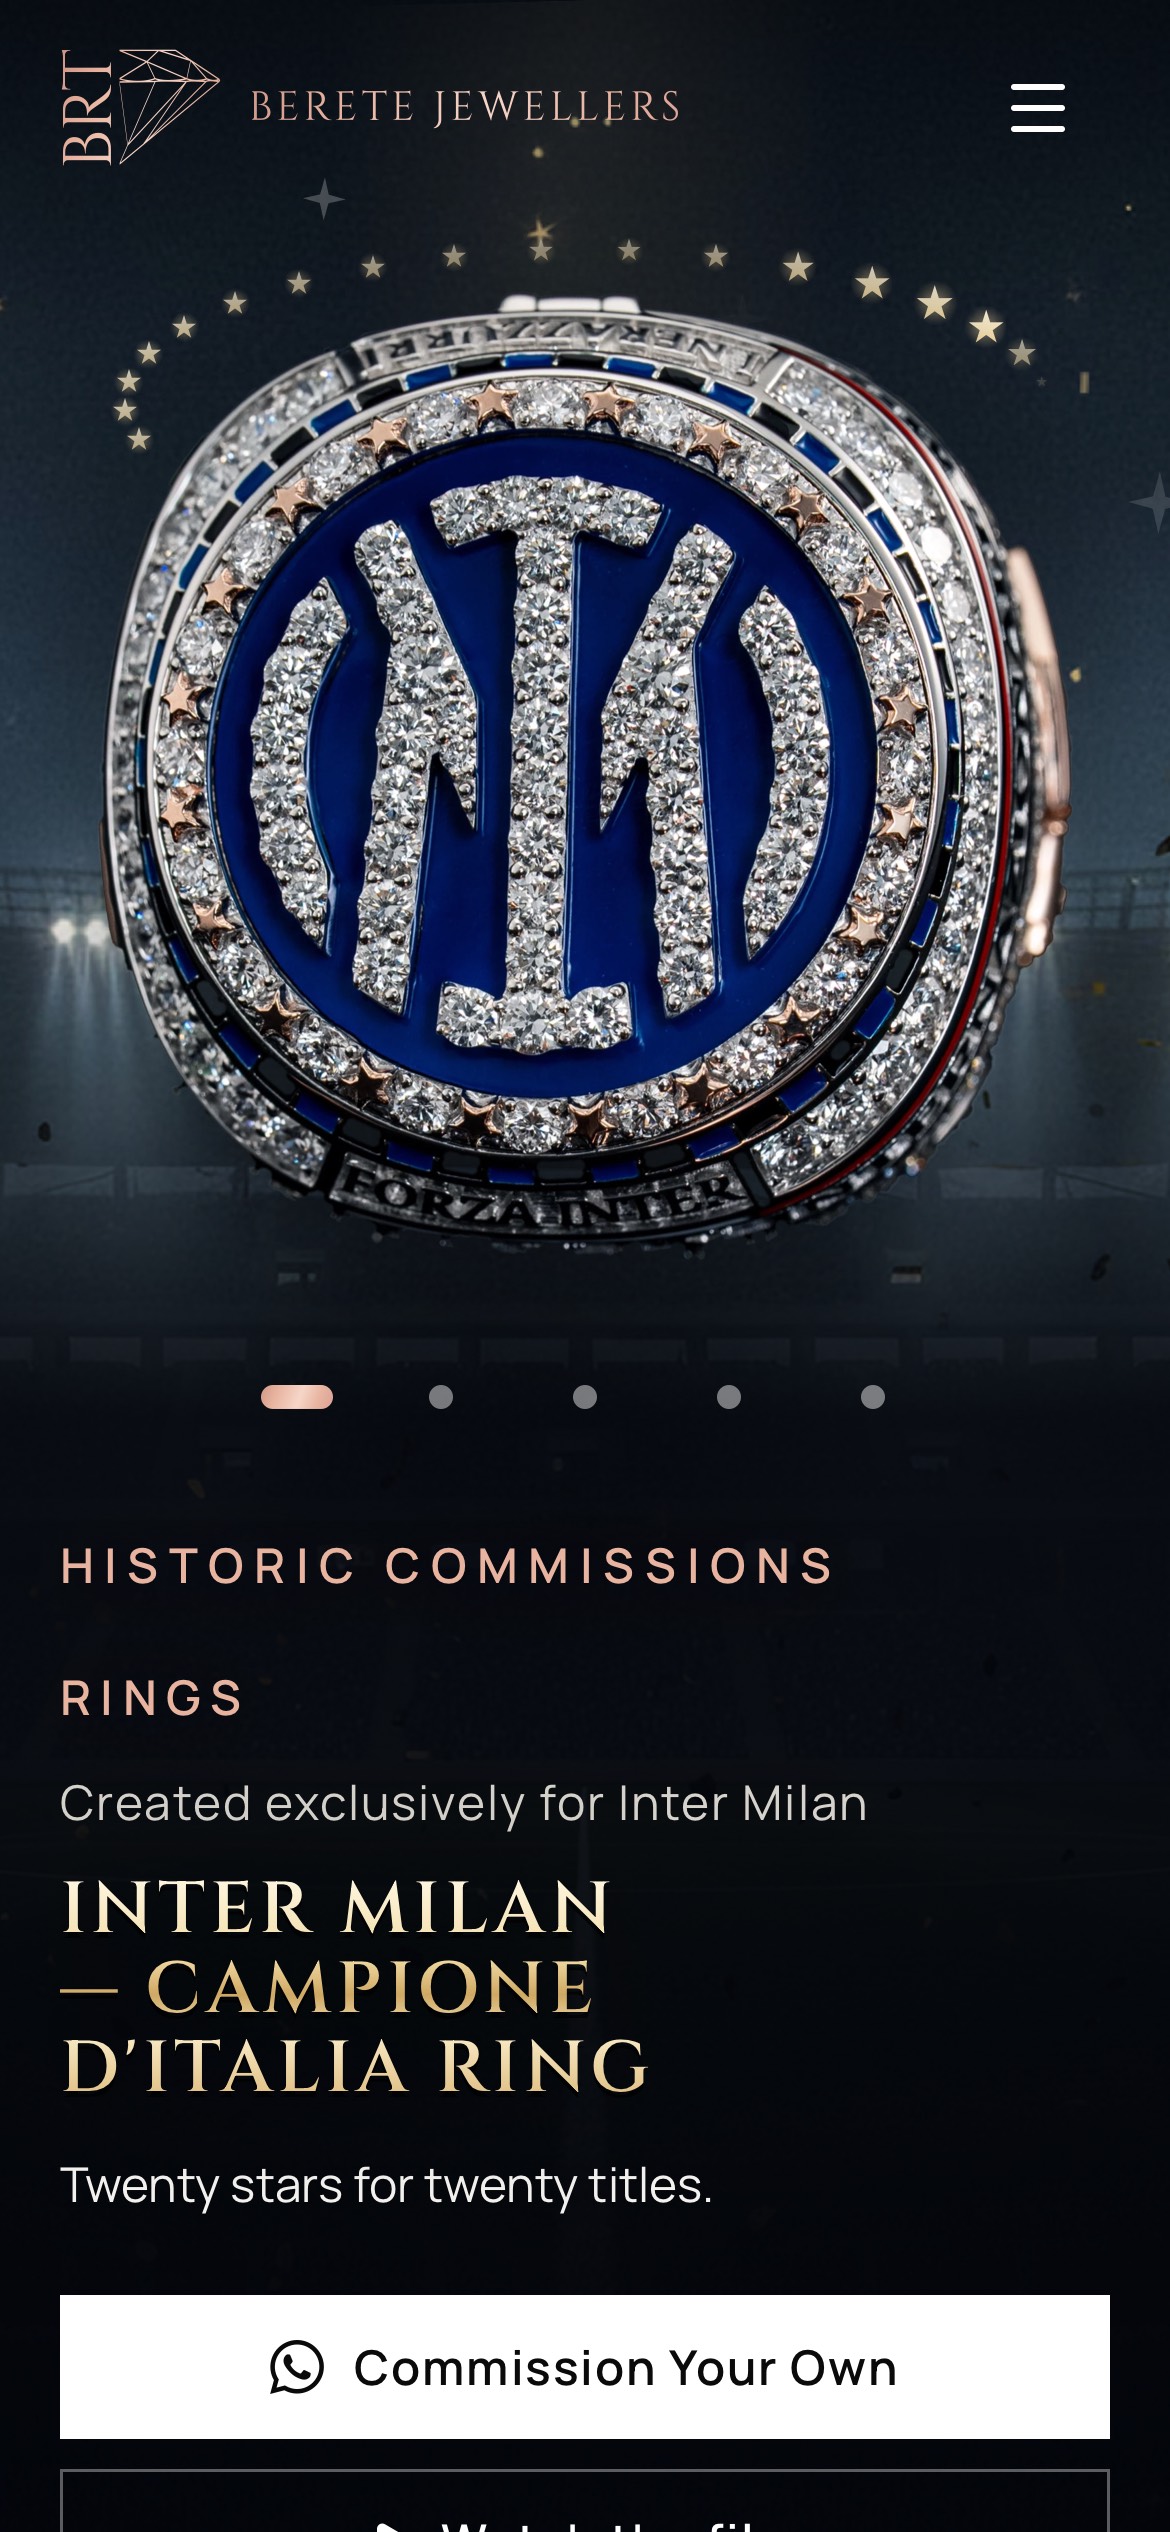 BRT
BERETE JEWELLERS
FORZA INTER
HISTORIC COMMISSIONS
RINGS
Created exclusively for Inter Milan
INTER MILAN
— CAMPIONE
D'ITALIA RING
Twenty stars for twenty titles.
Commission Your Own